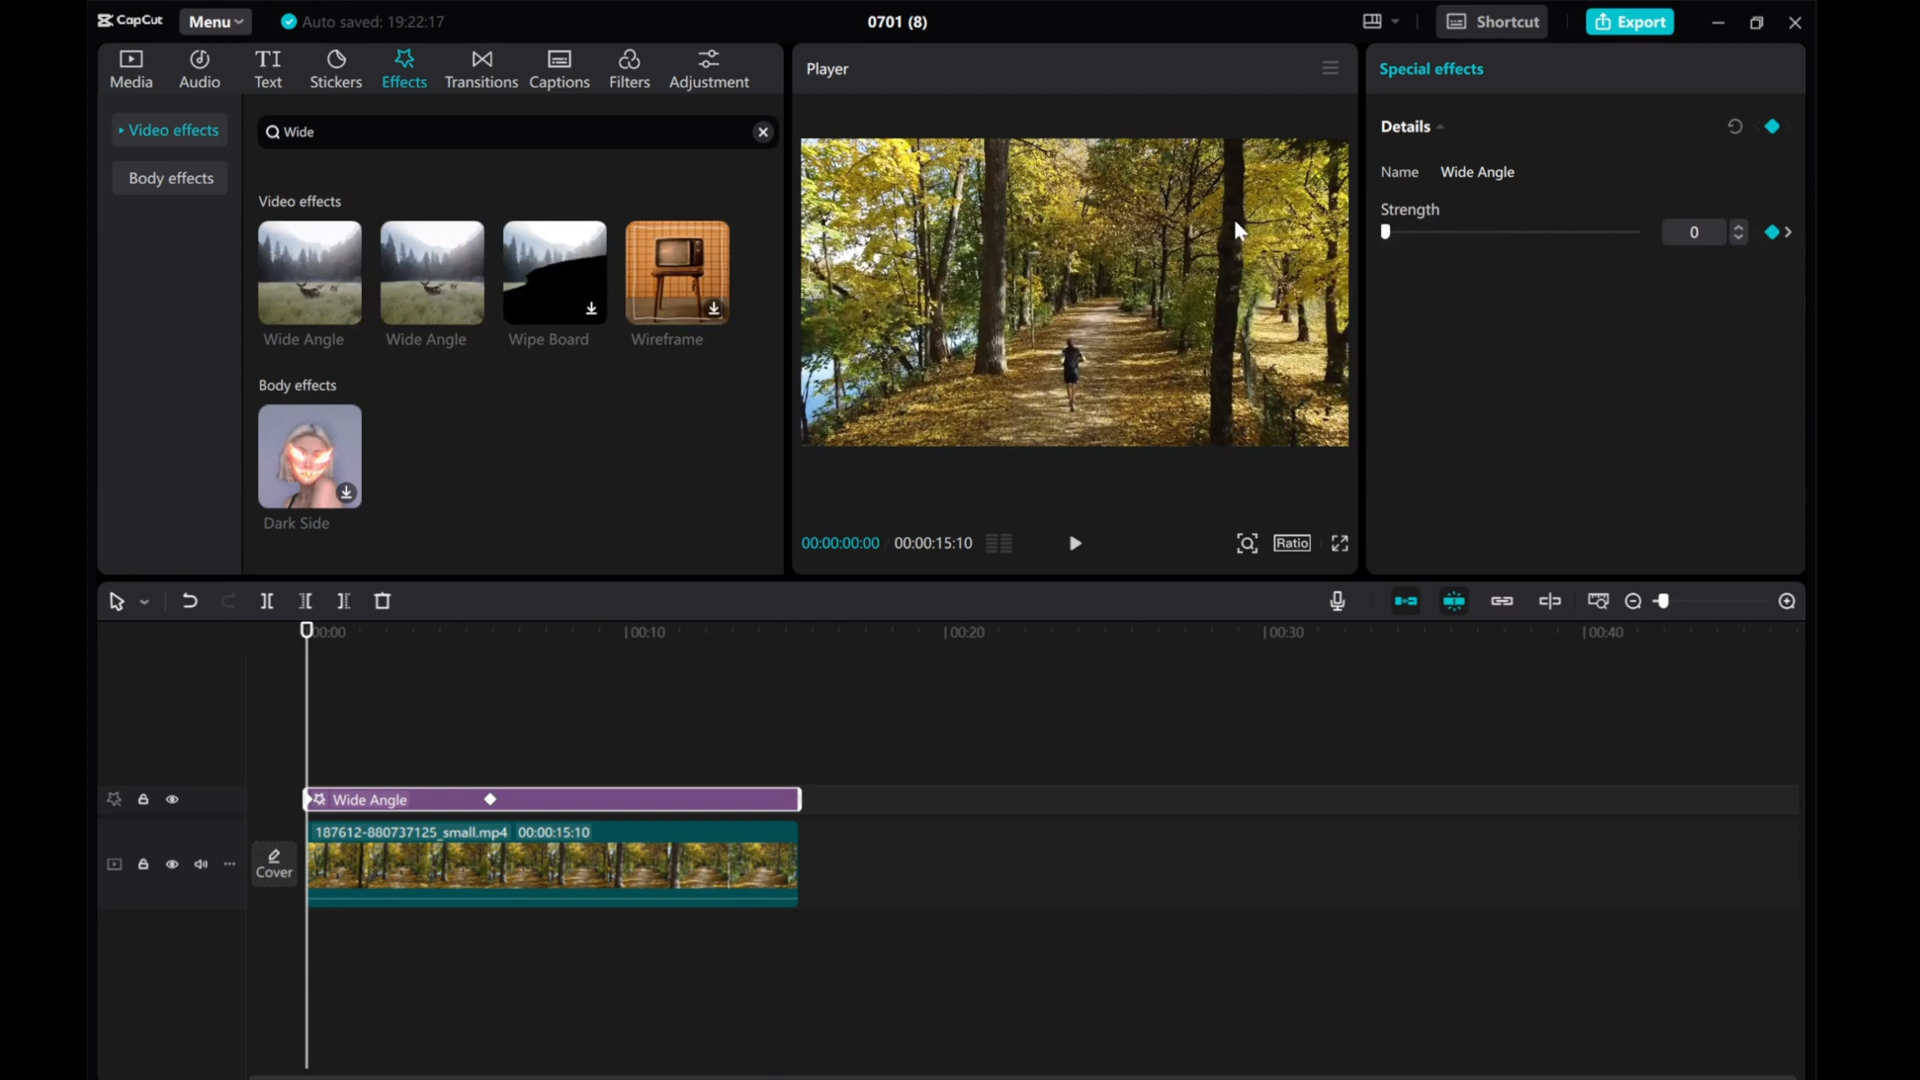 CapCut
Menu
Auto saved: 19:22:17
0701 (8)
Shortcut
Export
Media
Audio
TI
Text
Stickers
Effects
Transitions
Captions
Filters
Adjustment
Player
Special effects
Video effects
Body effects
Wide
Video effects
Wide Angle
Wide Angle
Wipe Board
Wireframe
Body effects
Dark Side
Details
Name Wide Angle
Strength
0
00:00:00:00 00:00:15:10
Ratio
00:00
00:10
00:20
00:30
00:40
Wide Angle
187612-880737125_small.mp4 00:00:15:10
Cover